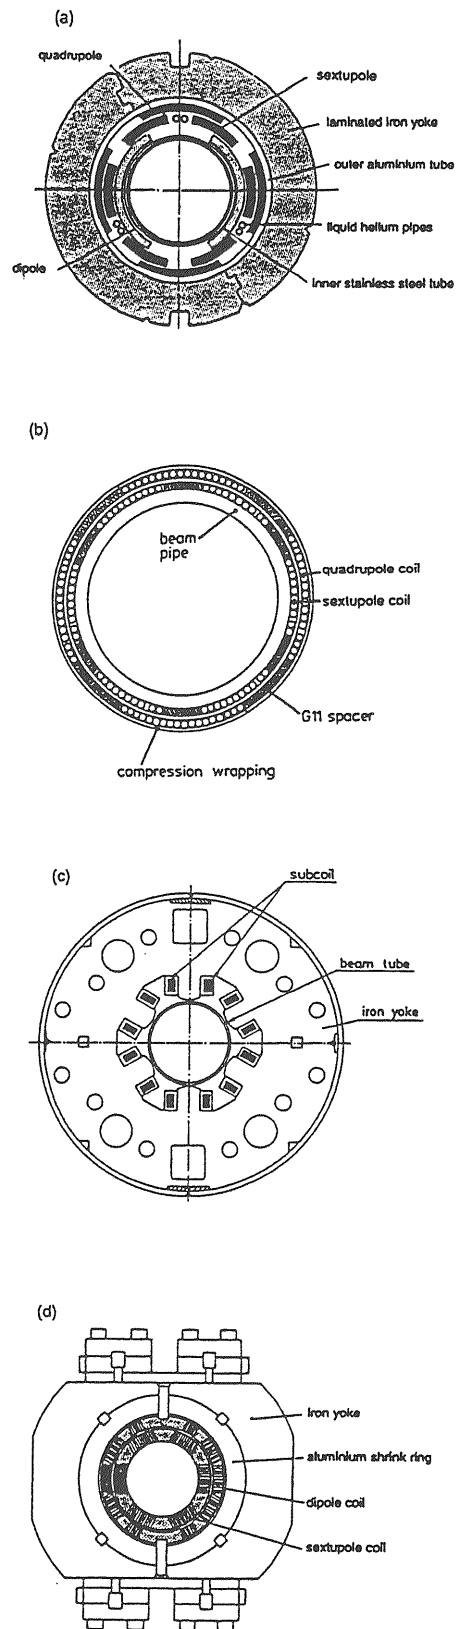 (a)
quadrupole
sextupole
laminated iron yoke
outer aluminium tube
liquid helium pipes
dipole
inner stainless steel tube
(b)
beam
pipe
quadrupole coil
sextupole coil
G11 spacer
compression wrapping
(c)
subcoil
beam tube
iron yoke
(d)
iron yoke
aluminium shrink ring
dipole coil
sextupole coil